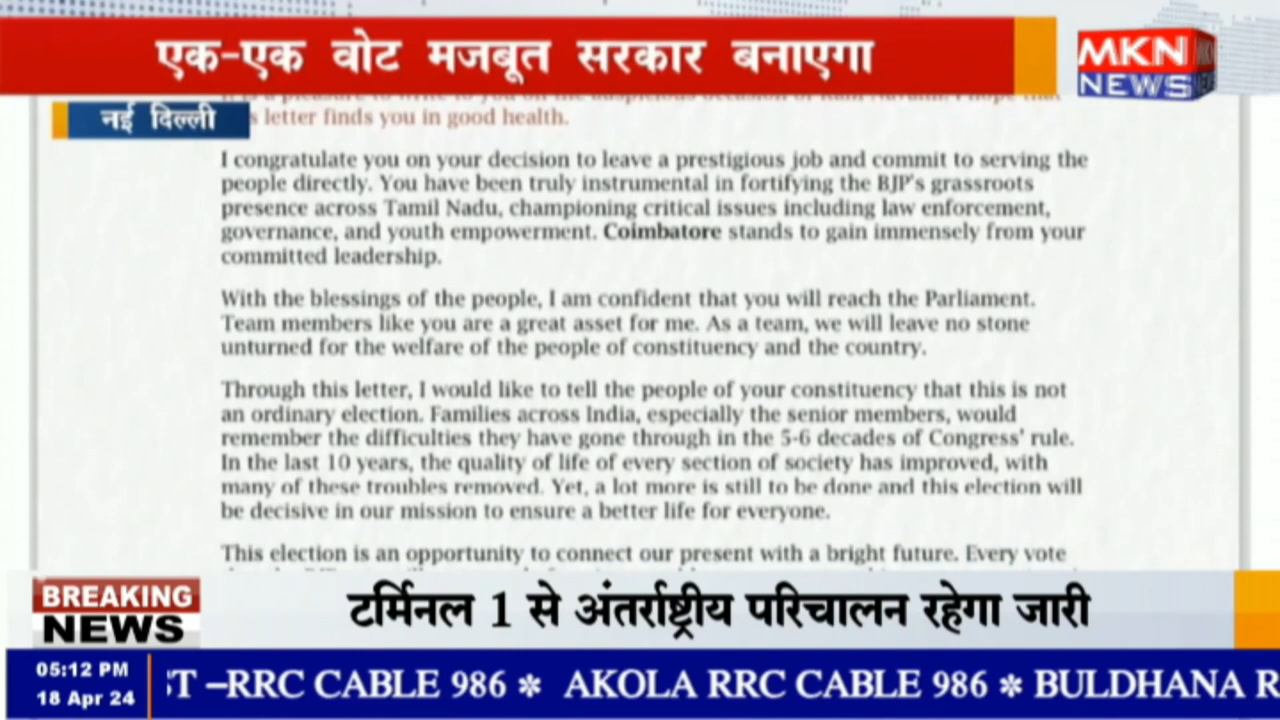 एक-एक वोट मजबूत सरकार बनाएगा
MKN
NEWS
नई दिल्ली
s letter finds you in good health.
I congratulate you on your decision to leave a prestigious job and commit to serving the
people directly. You have been truly instrumental in fortifying the BJP's grassroots
presence across Tamil Nadu, championing critical issues including law enforcement,
governance, and youth empowerment. Coimbatore stands to gain immensely from your
committed leadership.
With the blessings of the people, I am confident that you will reach the Parliament.
Team members like you are a great asset for me. As a team, we will leave no stone
unturned for the welfare of the people of constituency and the country.
Through this letter, I would like to tell the people of your constituency that this is not
an ordinary election. Families across India, especially the senior members, would
remember the difficulties they have gone through in the 5-6 decades of Congress' rule.
In the last 10 years, the quality of life of every section of society has improved, with
many of these troubles removed. Yet, a lot more is still to be done and this election will
be decisive in our mission to ensure a better life for everyone.
This election is an opportunity to connect our present with a bright future. Every vote
BREAKING
NEWS
टर्मिनल 1 से अंतर्राष्ट्रीय परिचालन रहेगा जारी
05:12 PM
18 Apr 24
ST –RRC CABLE 986 * AKOLA RRC CABLE 986 * BULDHANA R